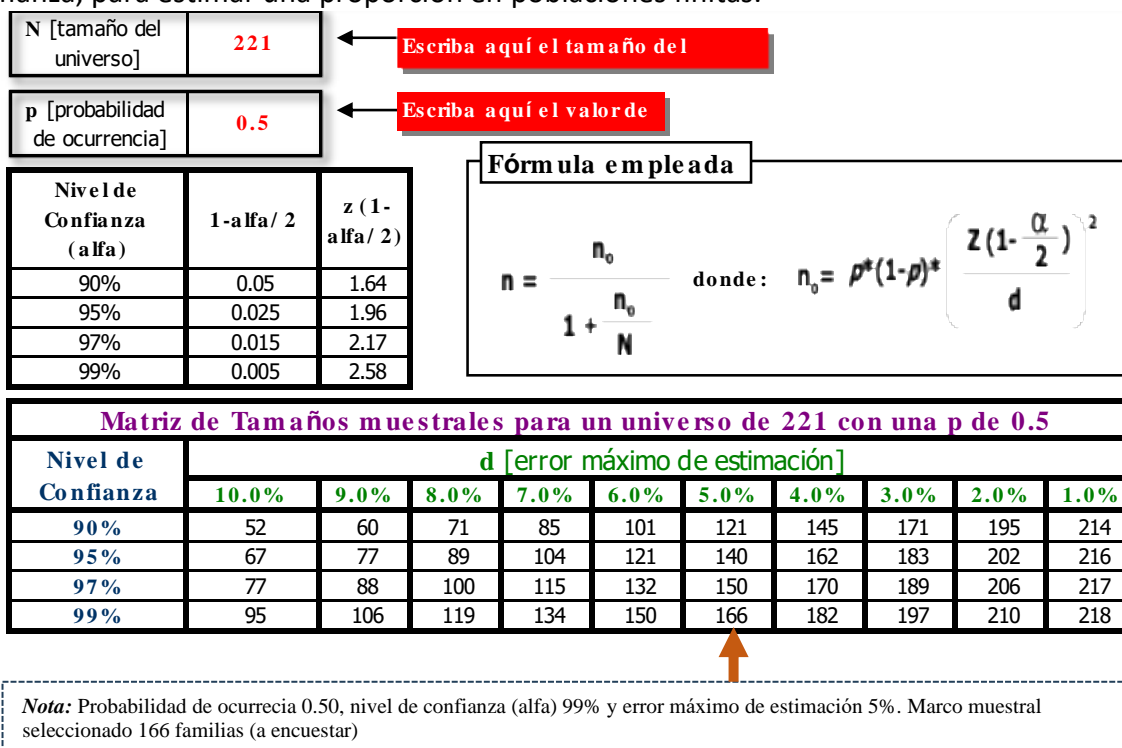 para estimar una proporción en poblaciones finitas.
N [tamaño del
universo]
221
Escriba aquí el tamaño del
p [probabilidad
de ocurrencia]
0.5
Escriba aquí el valor de
Nivel de
Confianza
(alfa)
1-alfa/2
z (1-
alfa/2)
90% 0.05 1.64
95% 0.025 1.96
97% 0.015 2.17
99% 0.005 2.58
Fórmula empleada
n = n₀ / (1 + n₀/N) donde: n₀= p*(1-p)* (Z(1- α/2) / d)²
Matriz de Tamaños muestrales para un universo de 221 con una p de 0.5
Nivel de
Confianza
d [error máximo de estimación]
10.0% 9.0% 8.0% 7.0% 6.0% 5.0% 4.0% 3.0% 2.0% 1.0%
90% 52 60 71 85 101 121 145 171 195 214
95% 67 77 89 104 121 140 162 183 202 216
97% 77 88 100 115 132 150 170 189 206 217
99% 95 106 119 134 150 166 182 197 210 218
Nota: Probabilidad de ocurrecia 0.50, nivel de confianza (alfa) 99% y error máximo de estimación 5%. Marco muestral
seleccionado 166 familias (a encuestar)